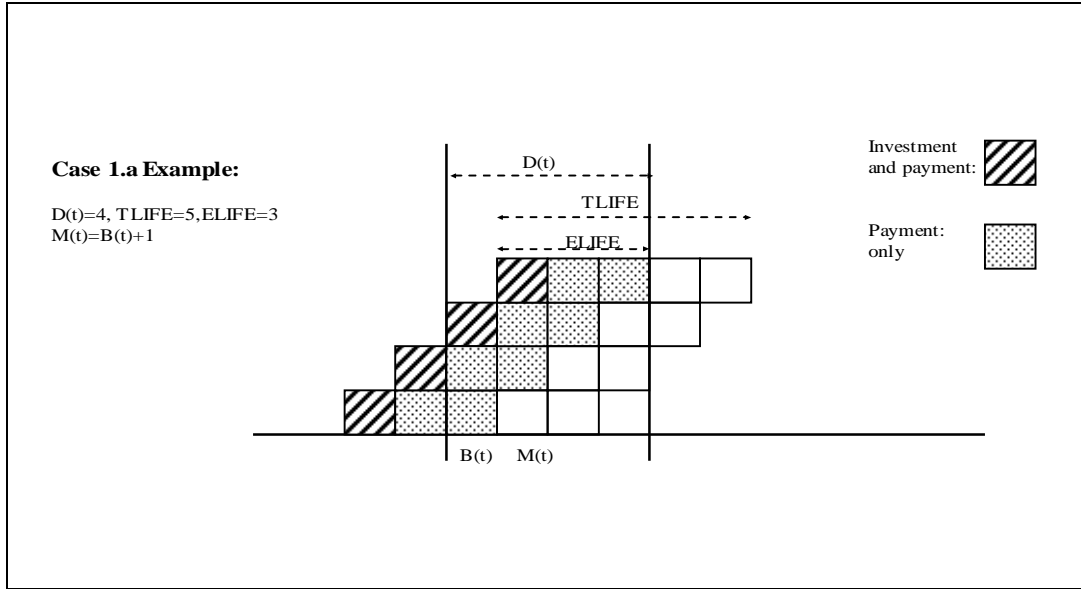 Case 1.a Example:
D(t)=4, TLIFE=5,ELIFE=3
M(t)=B(t)+1
D(t)
TLIFE
ELIFE
B(t) M(t)
Investment
and payment:
Payment:
only